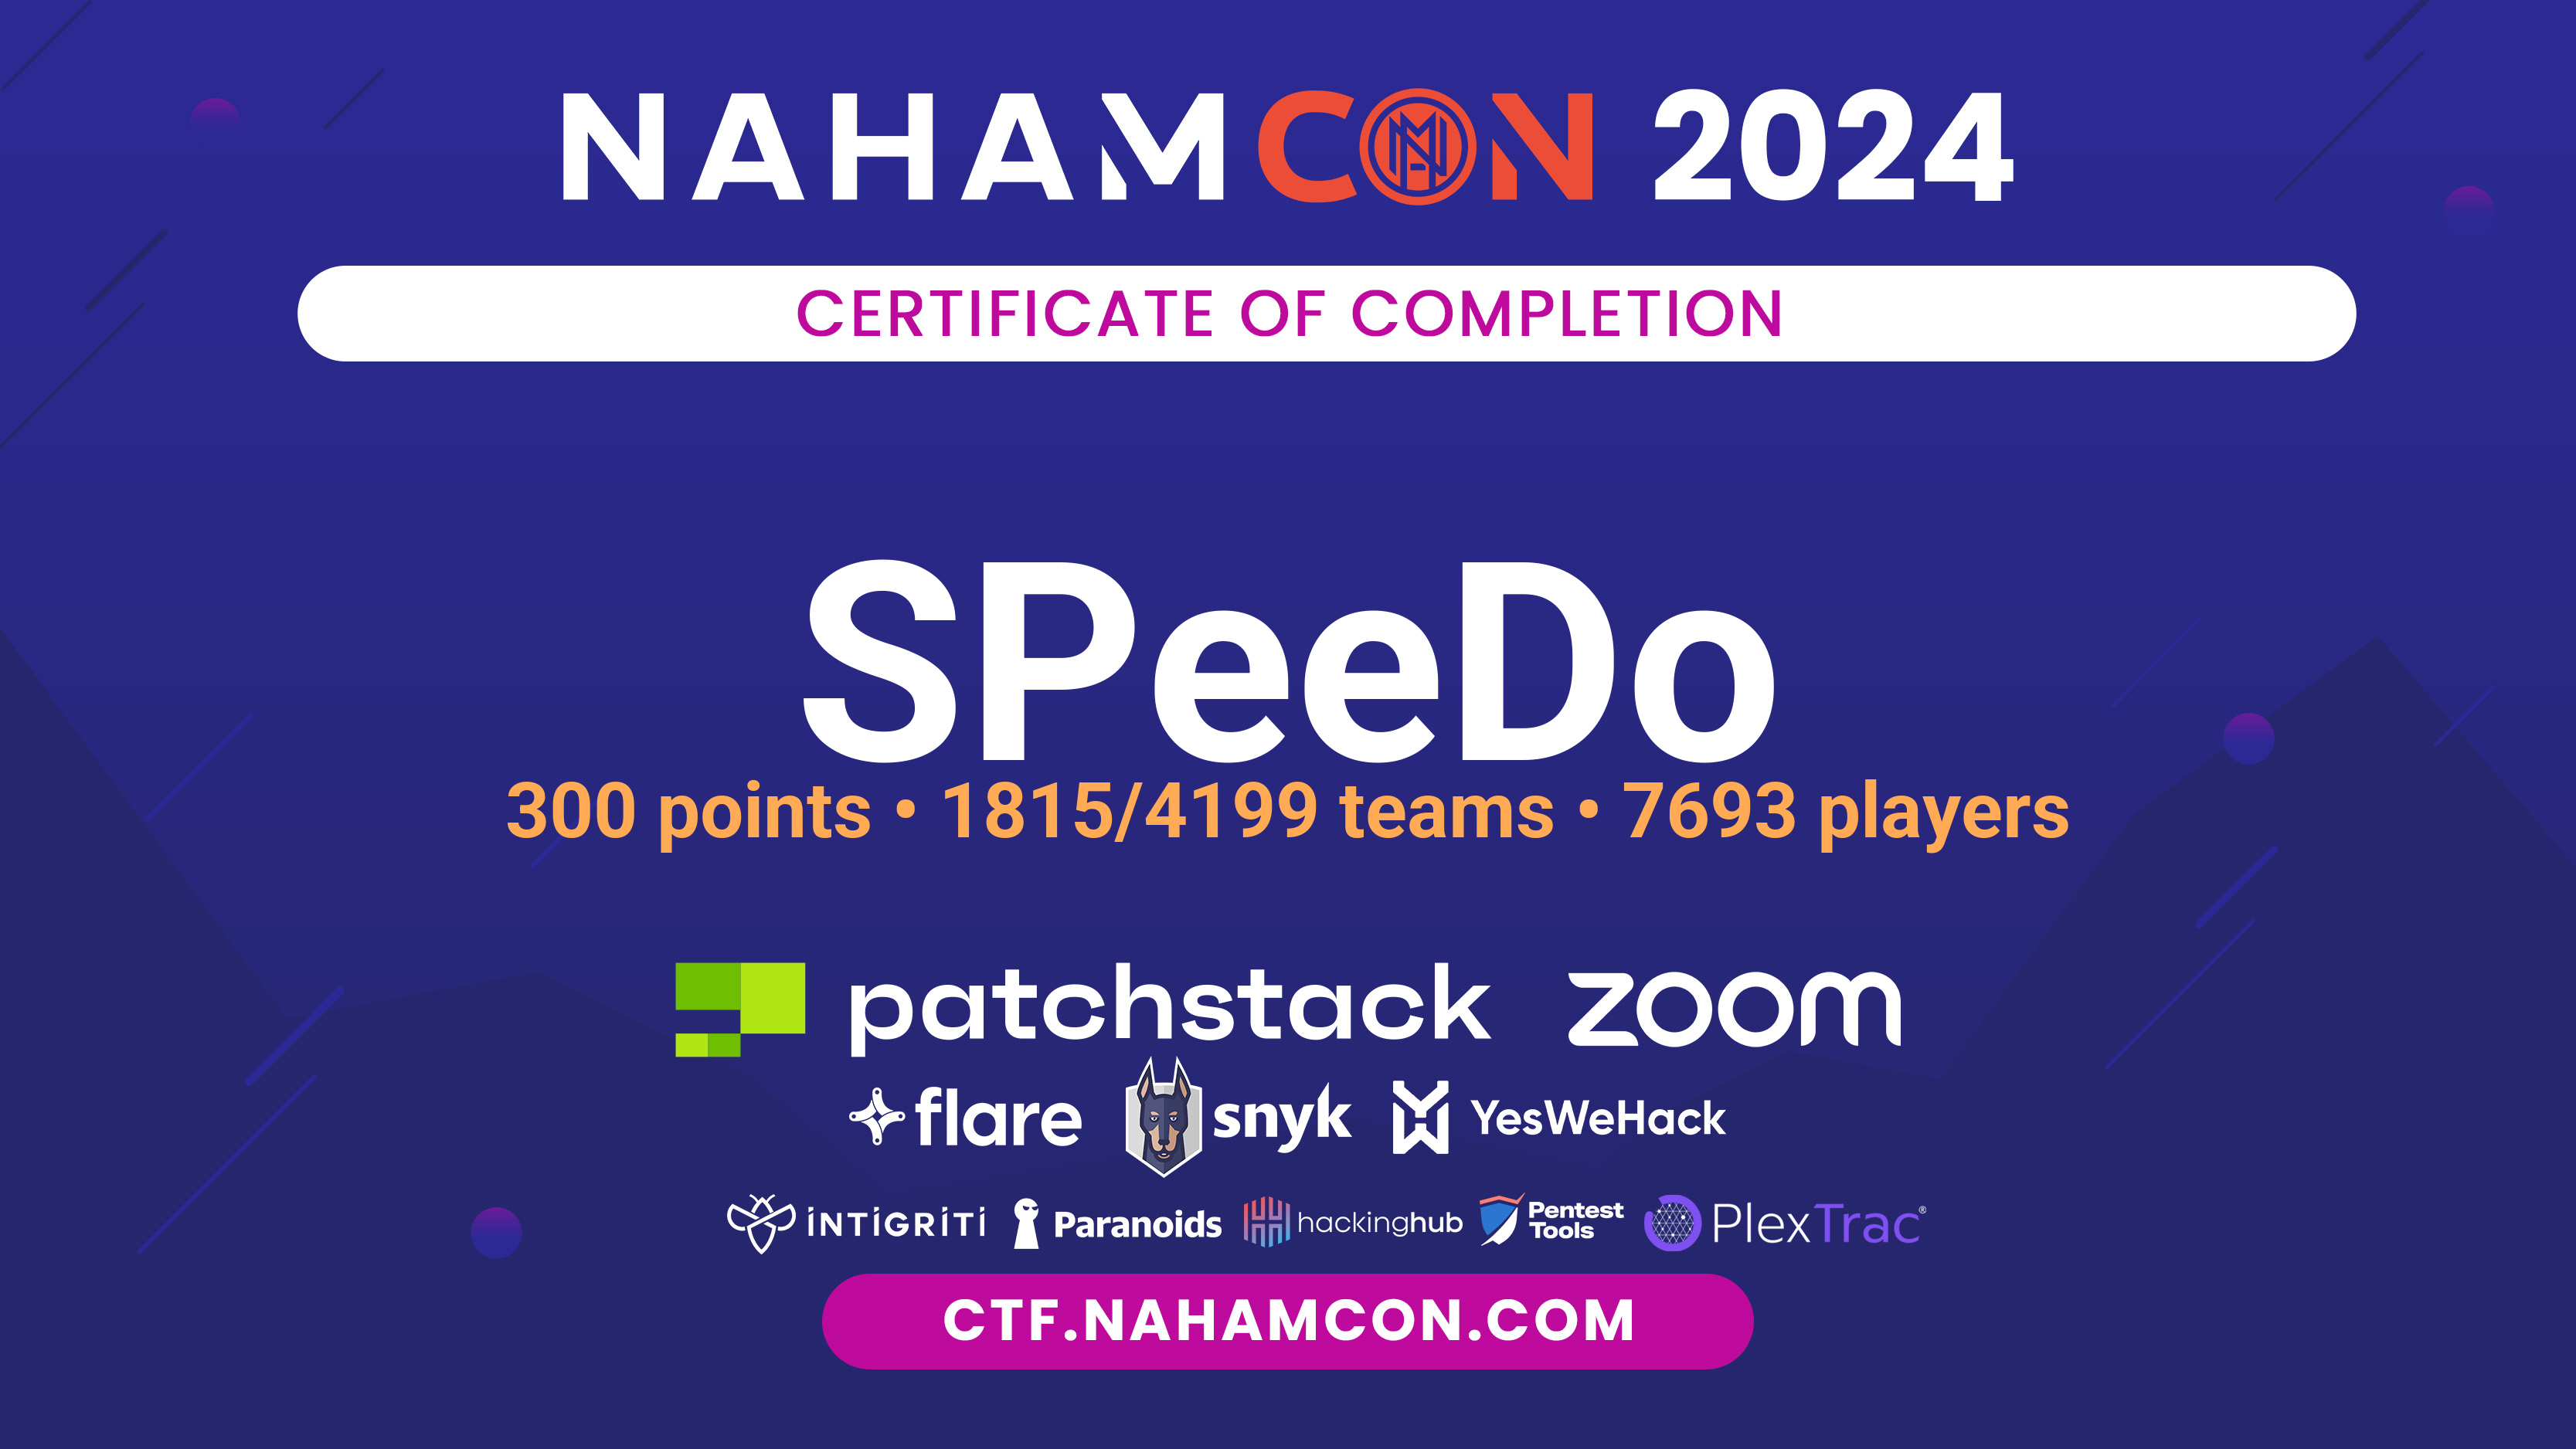 NAHAMCON 2024
CERTIFICATE OF COMPLETION
SPeeDo
300 points • 1815/4199 teams • 7693 players
patchstack zoom
flare snyk YesWeHack
INTIGRITI Paranoids hackinghub Pentest Tools PlexTrac®
CTF.NAHAMCON.COM